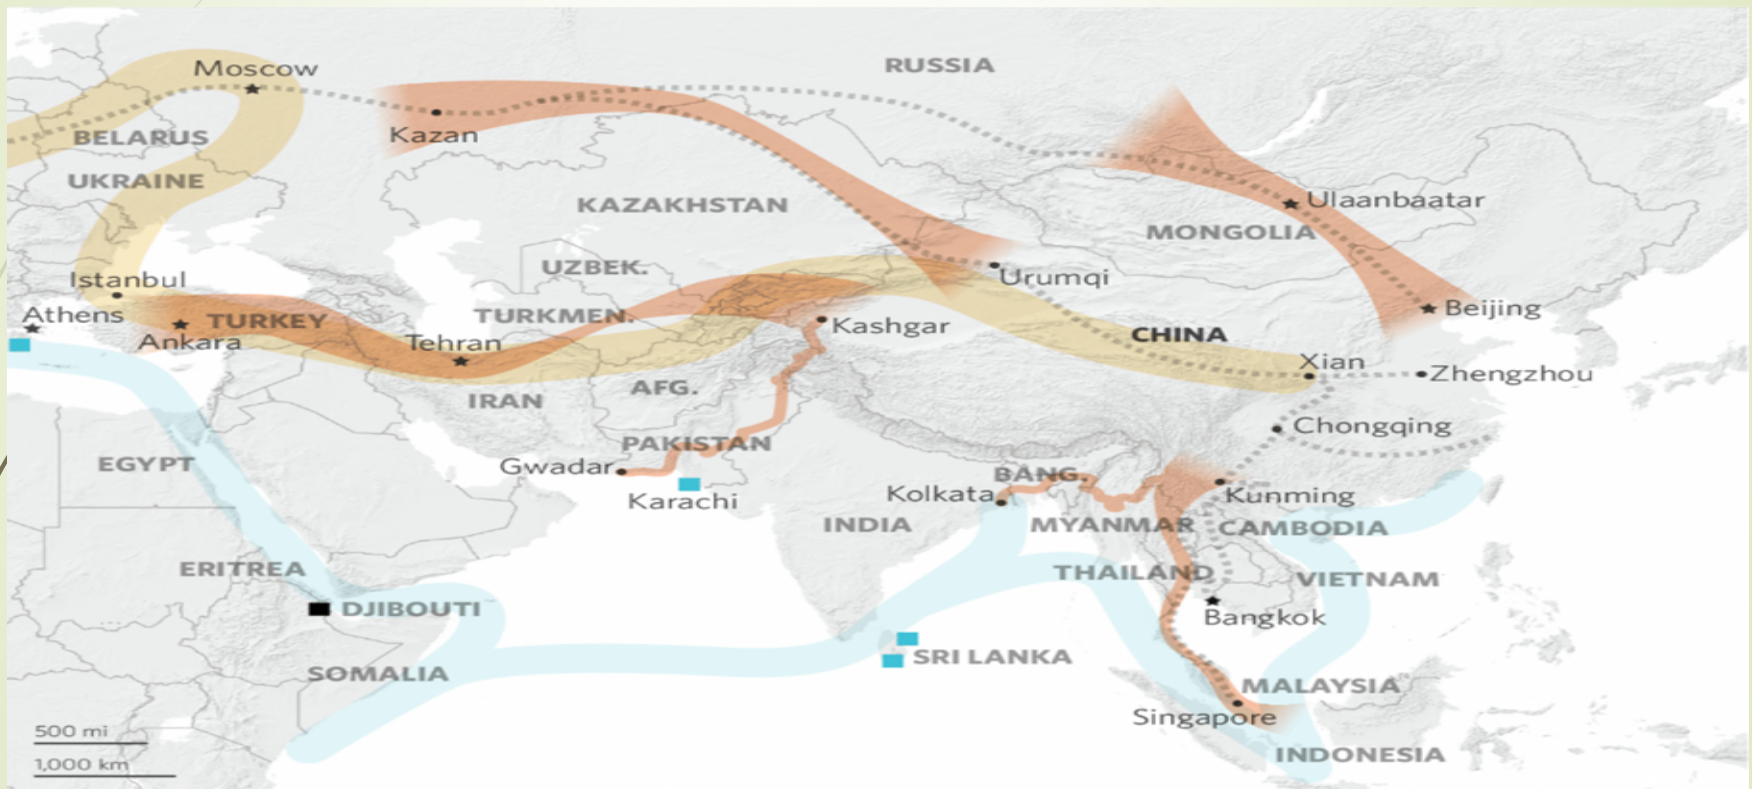 RUSSIA
Moscow
Kazan
BELARUS
UKRAINE
KAZAKHSTAN
Ulaanbaatar
MONGOLIA
UZBEK.
Urumqi
Istanbul
Athens
TURKEY
TURKMEN.
Kashgar
Beijing
Ankara
Tehran
CHINA
Xian
Zhengzhou
AFG.
IRAN
Chongqing
PAKISTAN
EGYPT
Gwadar
BANG.
Karachi
Kolkata
Kunming
INDIA
MYANMAR
CAMBODIA
ERITREA
THAILAND
VIETNAM
DJIBOUTI
Bangkok
SRI LANKA
SOMALIA
MALAYSIA
Singapore
500 mi
INDONESIA
1,000 km